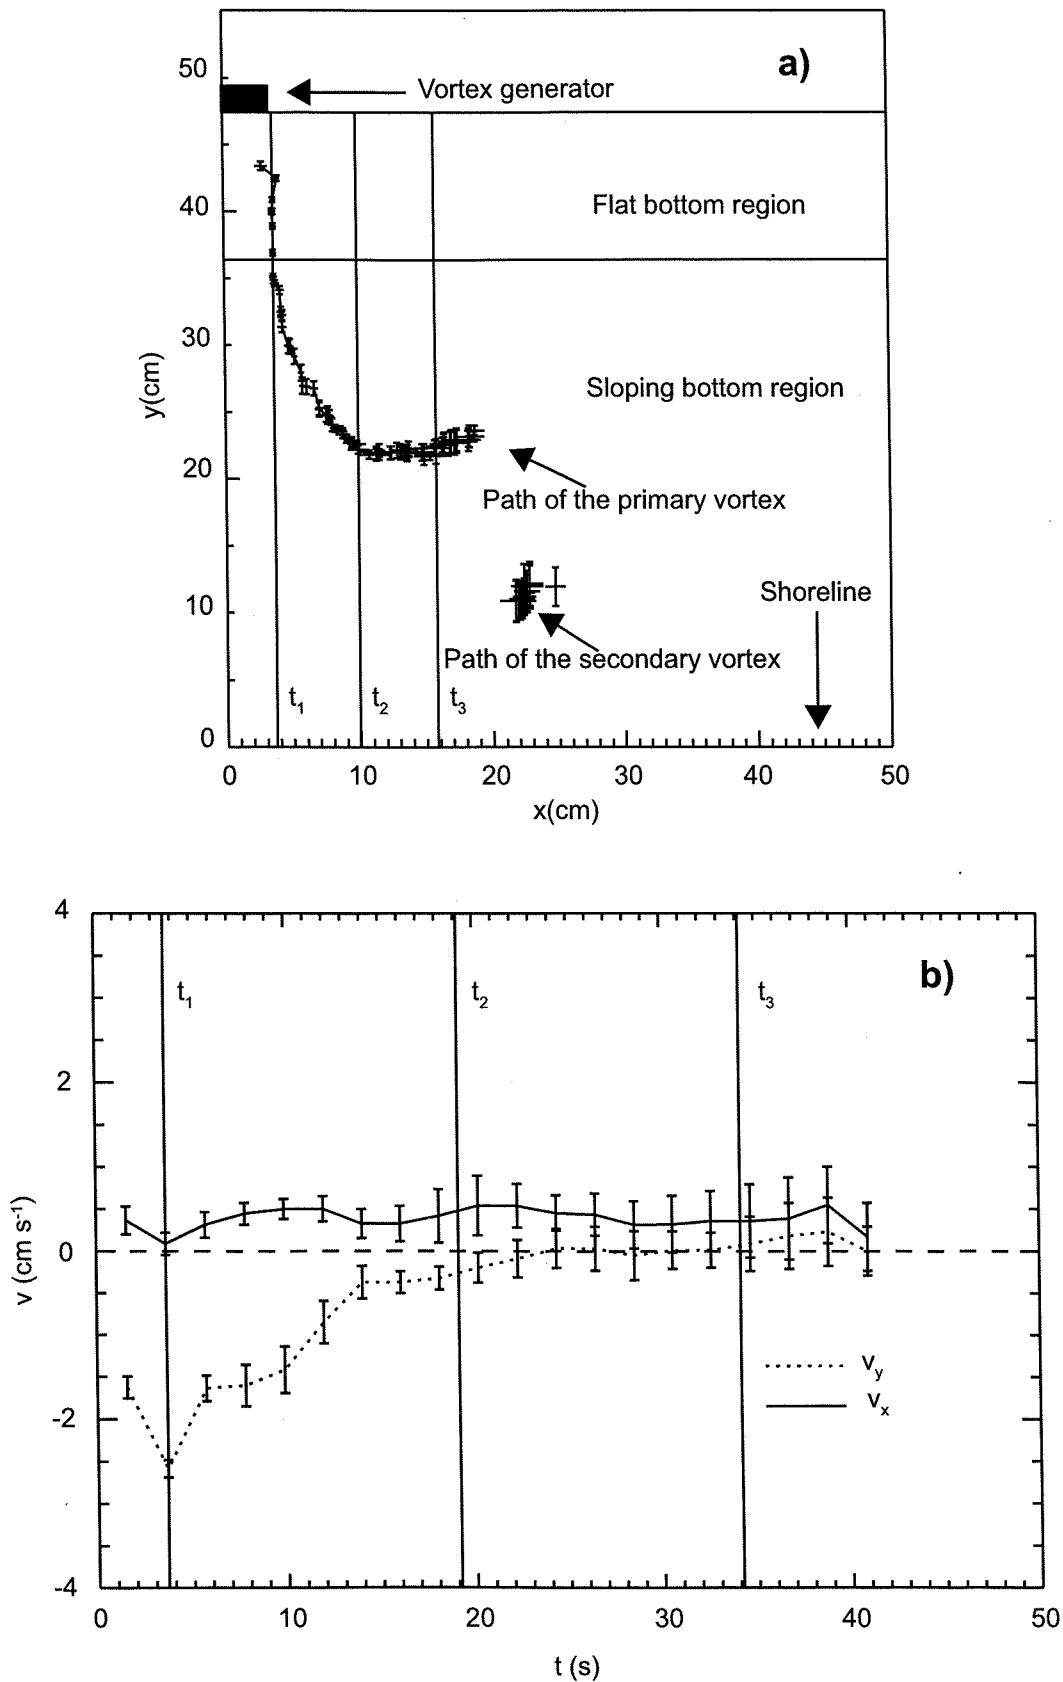 a)
50
Vortex generator
40
Flat bottom region
30
y(cm)
Sloping bottom region
20
Path of the primary vortex
10
Shoreline
Path of the secondary vortex
t1
t2
t3
0
0 10 20 30 40 50
x(cm)
4
b)
t1
t2
t3
2
v (cm s-1)
0
vy
vx
-2
-4
0 10 20 30 40 50
t (s)